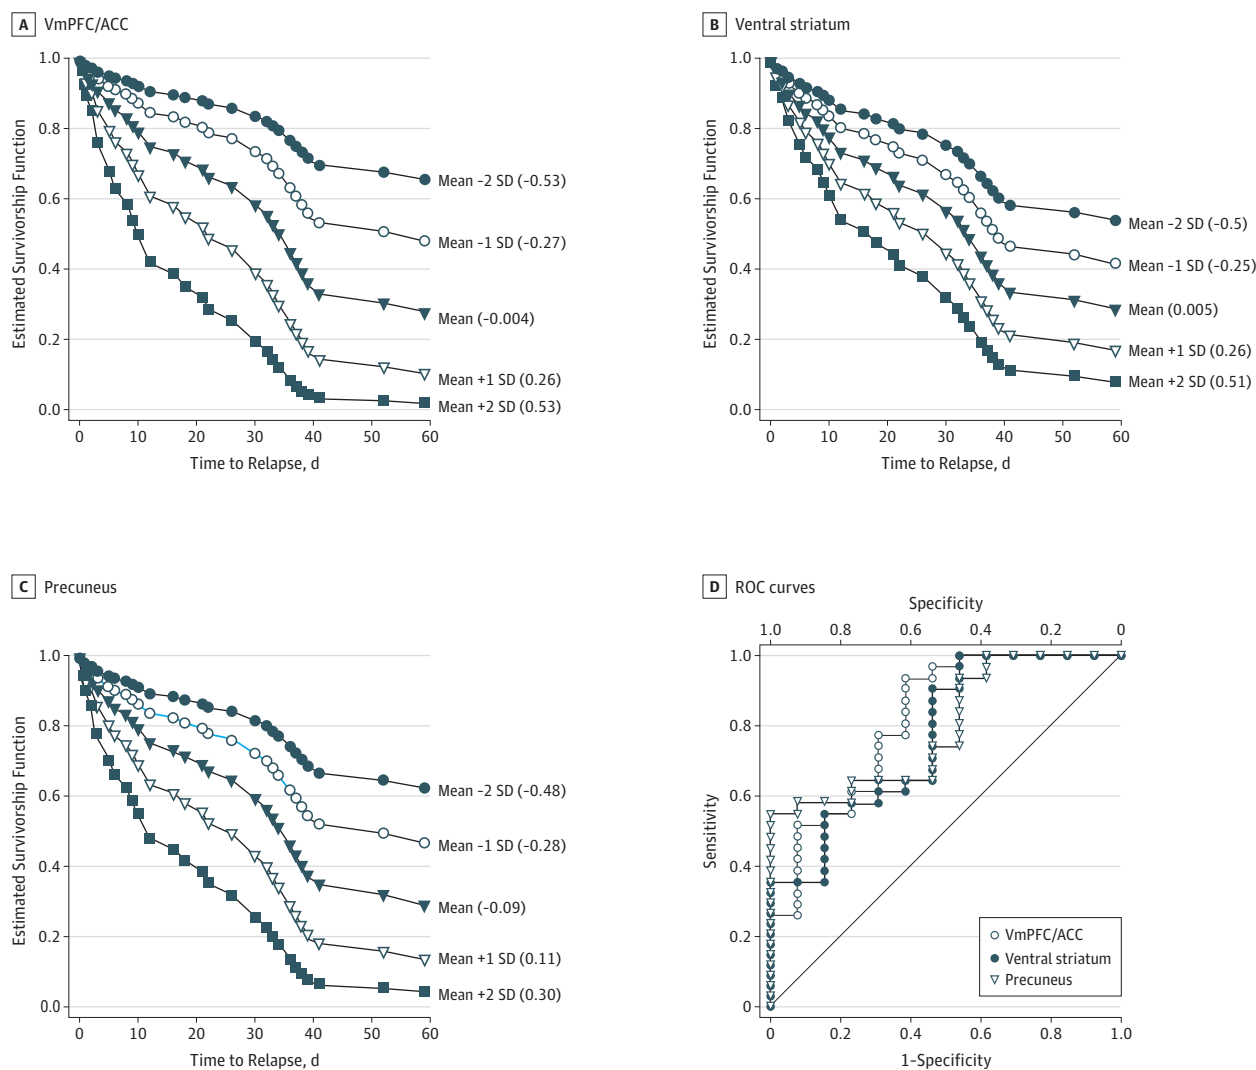 A VmPFC/ACC
1.0
0.8
0.6
0.4
0.2
0.0
Estimated Survivorship Function
Mean -2 SD (-0.53)
Mean -1 SD (-0.27)
Mean (-0.004)
Mean +1 SD (0.26)
Mean +2 SD (0.53)
0 10 20 30 40 50 60
Time to Relapse, d
B Ventral striatum
1.0
0.8
0.6
0.4
0.2
0.0
Estimated Survivorship Function
Mean -2 SD (-0.5)
Mean -1 SD (-0.25)
Mean (0.005)
Mean +1 SD (0.26)
Mean +2 SD (0.51)
0 10 20 30 40 50 60
Time to Relapse, d
C Precuneus
1.0
0.8
0.6
0.4
0.2
0.0
Estimated Survivorship Function
Mean -2 SD (-0.48)
Mean -1 SD (-0.28)
Mean (-0.09)
Mean +1 SD (0.11)
Mean +2 SD (0.30)
0 10 20 30 40 50 60
Time to Relapse, d
D ROC curves
Specificity
1.0 0.8 0.6 0.4 0.2 0
1.0
0.8
0.6
0.4
0.2
0
Sensitivity
VmPFC/ACC
Ventral striatum
Precuneus
0 0.2 0.4 0.6 0.8 1.0
1-Specificity